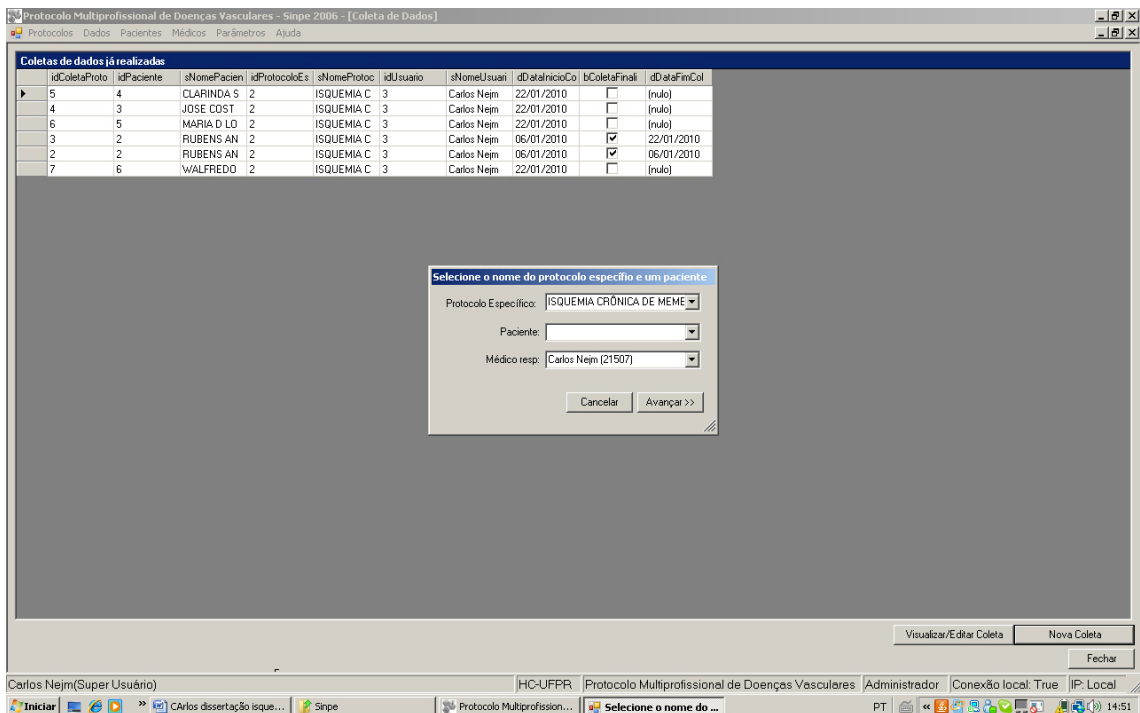 Protocolo Multiprofissional de Doenças Vasculares - Sinpe 2006 - [Coleta de Dados]
Protocolos Dados Pacientes Médicos Parâmetros Ajuda
Coletas de dados já realizadas
idColetaProto idPaciente sNomePacien idProtocoloEs sNomeProtoc idUsuario sNomeUsuari dDataInicioCo bColetaFinali dDataFimCol
5 4 CLARINDA S 2 ISQUEMIA C 3 Carlos Nejm 22/01/2010 (nulo)
4 3 JOSE COST 2 ISQUEMIA C 3 Carlos Nejm 22/01/2010 (nulo)
6 5 MARIA D LO 2 ISQUEMIA C 3 Carlos Nejm 22/01/2010 (nulo)
3 2 RUBENS AN 2 ISQUEMIA C 3 Carlos Nejm 06/01/2010 22/01/2010
2 2 RUBENS AN 2 ISQUEMIA C 3 Carlos Nejm 06/01/2010 06/01/2010
7 6 WALFREDO 2 ISQUEMIA C 3 Carlos Nejm 22/01/2010 (nulo)
Selecione o nome do protocolo específio e um paciente
Protocolo Específico: ISQUEMIA CRÔNICA DE MEME
Paciente:
Médico resp: Carlos Nejm (21507)
Cancelar Avançar >>
Visualizar/Editar Coleta Nova Coleta
Fechar
Carlos Nejm(Super Usuário) HC-UFPR Protocolo Multiprofissional de Doenças Vasculares Administrador Conexão local: True IP: Local
Iniciar » CArlos dissertação isque... Sinpe Protocolo Multiprofission... Selecione o nome do ... PT « 14:51